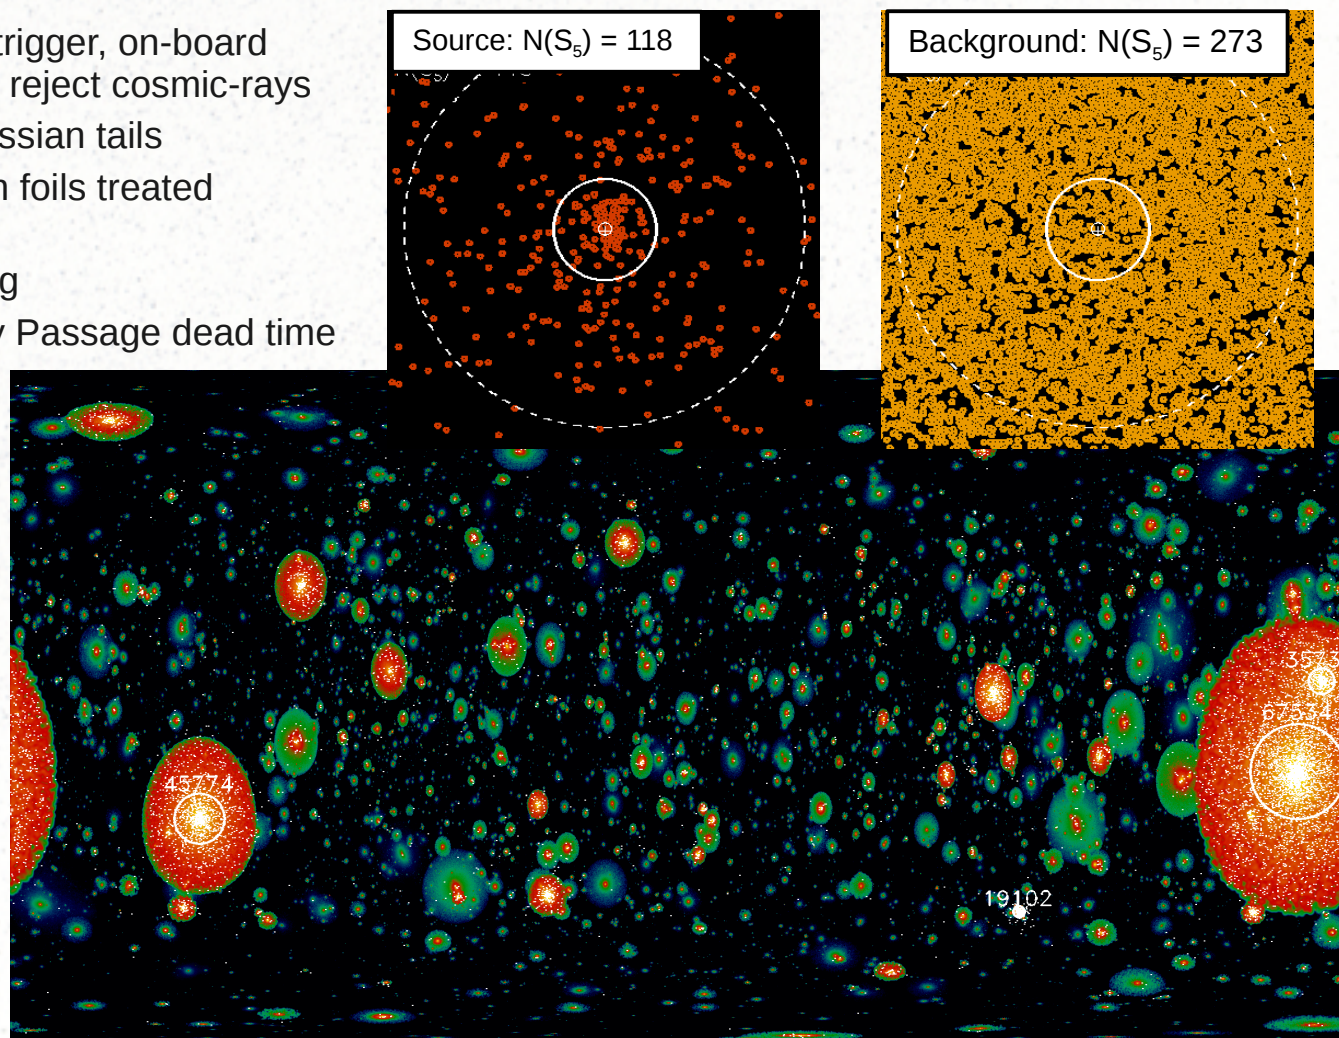 trigger, on-board
reject cosmic-rays
ssian tails
foils treated
g
Passage dead time
Source: N(S₅) = 118
Background: N(S₅) = 273
67534
45774
19102